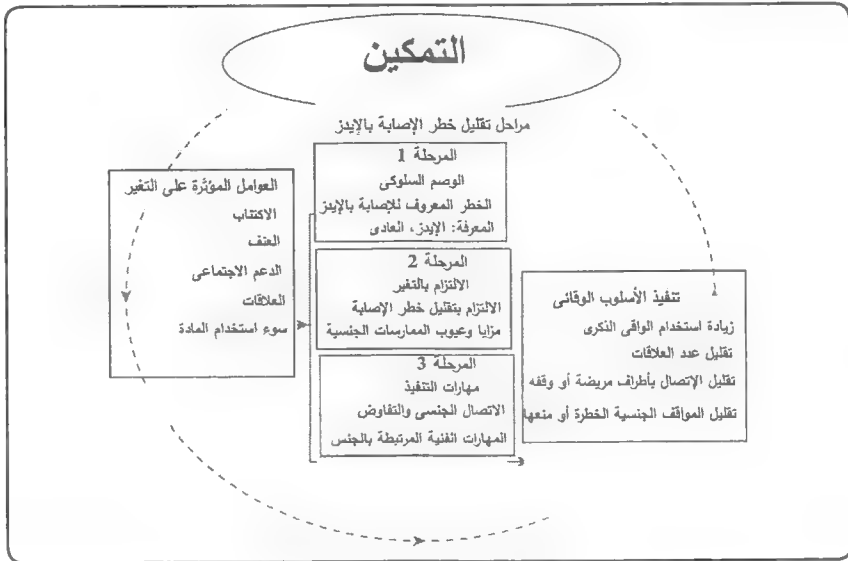 التمكين
مراحل تقليل خطر الإصابة بالإيدز
العوامل المؤثرة على التغير
الاكتئاب
العنف
الدعم الاجتماعى
العلاقات
سوء استخدام المادة
المرحلة 1
الوصم السلوكى
الخطر المعروف للإصابة بالإيدز
المعرفة: الإيدز، العادى
المرحلة 2
الالتزام بالتغير
الالتزام بتقليل خطر الإصابة
مزايا وعيوب الممارسات الجنسية
المرحلة 3
مهارات التنفيذ
الاتصال الجنسى والتفاوض
المهارات الفنية المرتبطة بالجنس
تنفيذ الأسلوب الوقائى
زيادة استخدام الواقى الذكرى
تقليل عدد العلاقات
تقليل الإتصال بأطراف مريضة أو وقفه
تقليل المواقف الجنسية الخطرة أو منعها